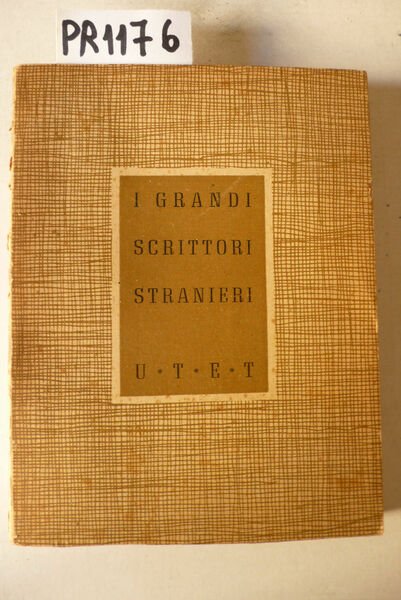 PR1176
I GRANDI
SCRITTORI
STRANIERI
U·T·E·T